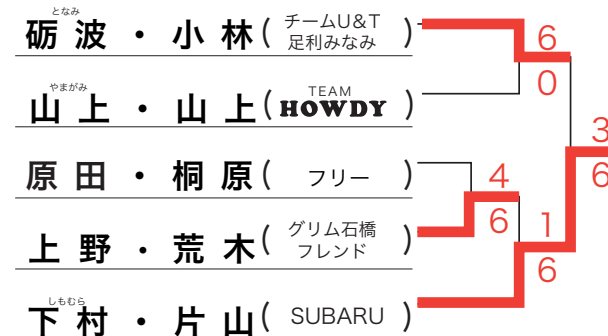 となみ
砺波・小林(チームU&T 足利みなみ)
6
0
やまがみ
山上・山上(TEAM HOWDY)
3
6
原田・桐原(フリー)
4
6
上野・荒木(グリム石橋 フレンド)
1
6
しもむら
下村・片山(SUBARU)